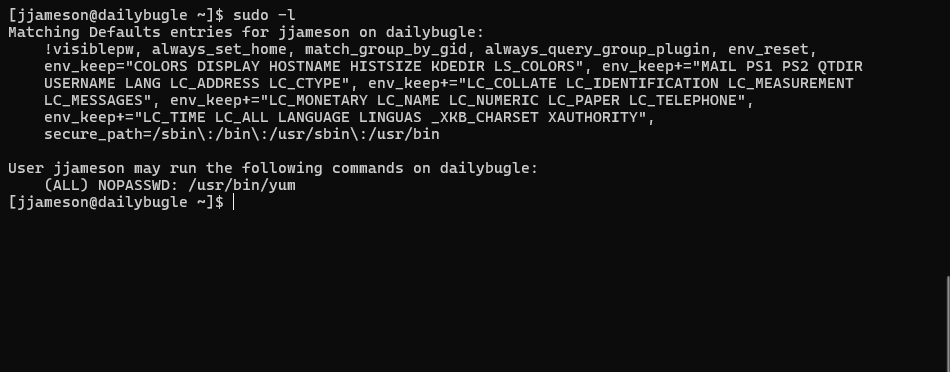 [jjameson@dailybugle ~]$ sudo -l
Matching Defaults entries for jjameson on dailybugle:
    !visiblepw, always_set_home, match_group_by_gid, always_query_group_plugin, env_reset,
    env_keep="COLORS DISPLAY HOSTNAME HISTSIZE KDEDIR LS_COLORS", env_keep+="MAIL PS1 PS2 QTDIR
    USERNAME LANG LC_ADDRESS LC_CTYPE", env_keep+="LC_COLLATE LC_IDENTIFICATION LC_MEASUREMENT
    LC_MESSAGES", env_keep+="LC_MONETARY LC_NAME LC_NUMERIC LC_PAPER LC_TELEPHONE",
    env_keep+="LC_TIME LC_ALL LANGUAGE LINGUAS _XKB_CHARSET XAUTHORITY",
    secure_path=/sbin\:/bin\:/usr/sbin\:/usr/bin

User jjameson may run the following commands on dailybugle:
    (ALL) NOPASSWD: /usr/bin/yum
[jjameson@dailybugle ~]$